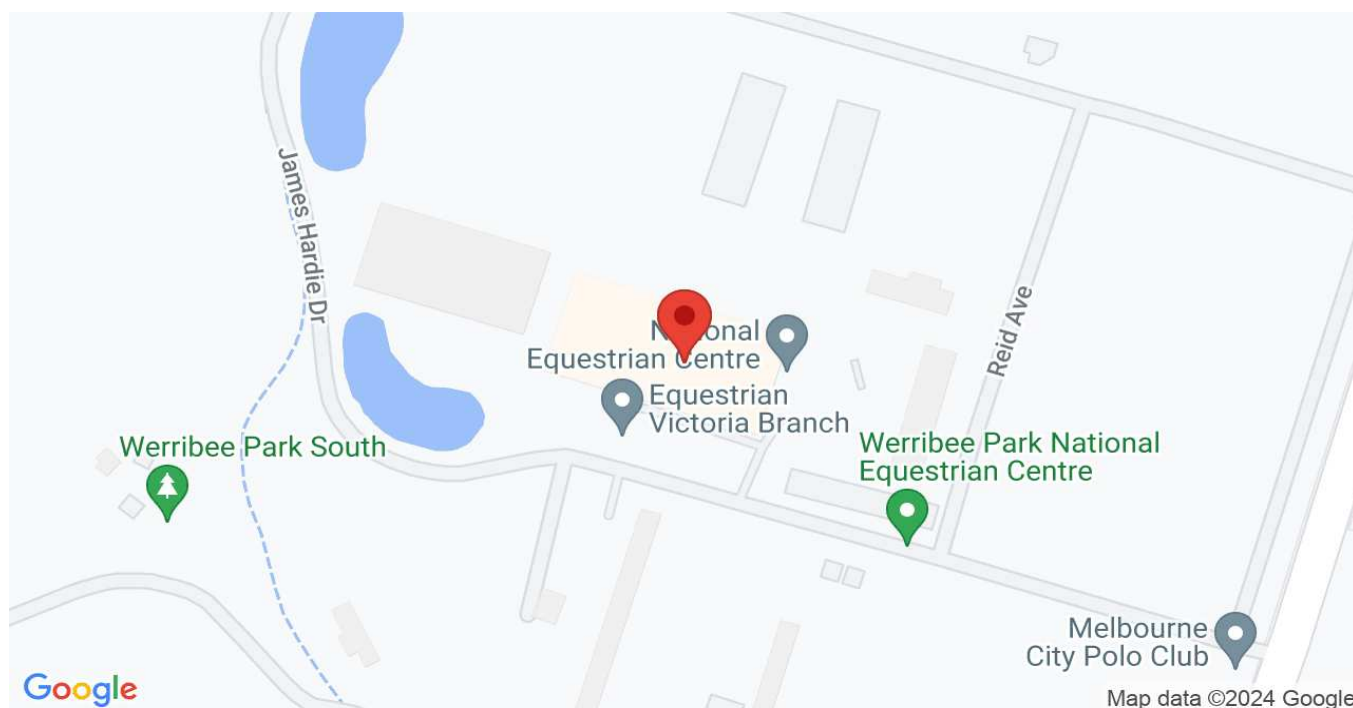 James Hardie Dr
National
Equestrian Centre
Reid Ave
Equestrian
Victoria Branch
Werribee Park South
Werribee Park National
Equestrian Centre
Melbourne
City Polo Club
Google
Map data ©2024 Google